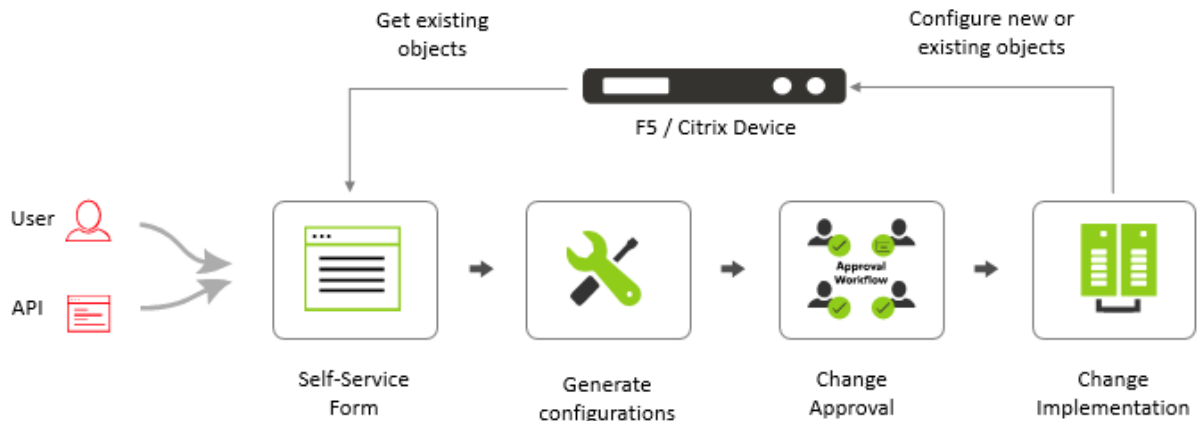 Get existing
objects
Configure new or
existing objects
F5 / Citrix Device
User
API
Approval
Workflow
Self-Service
Form
Generate
configurations
Change
Approval
Change
Implementation